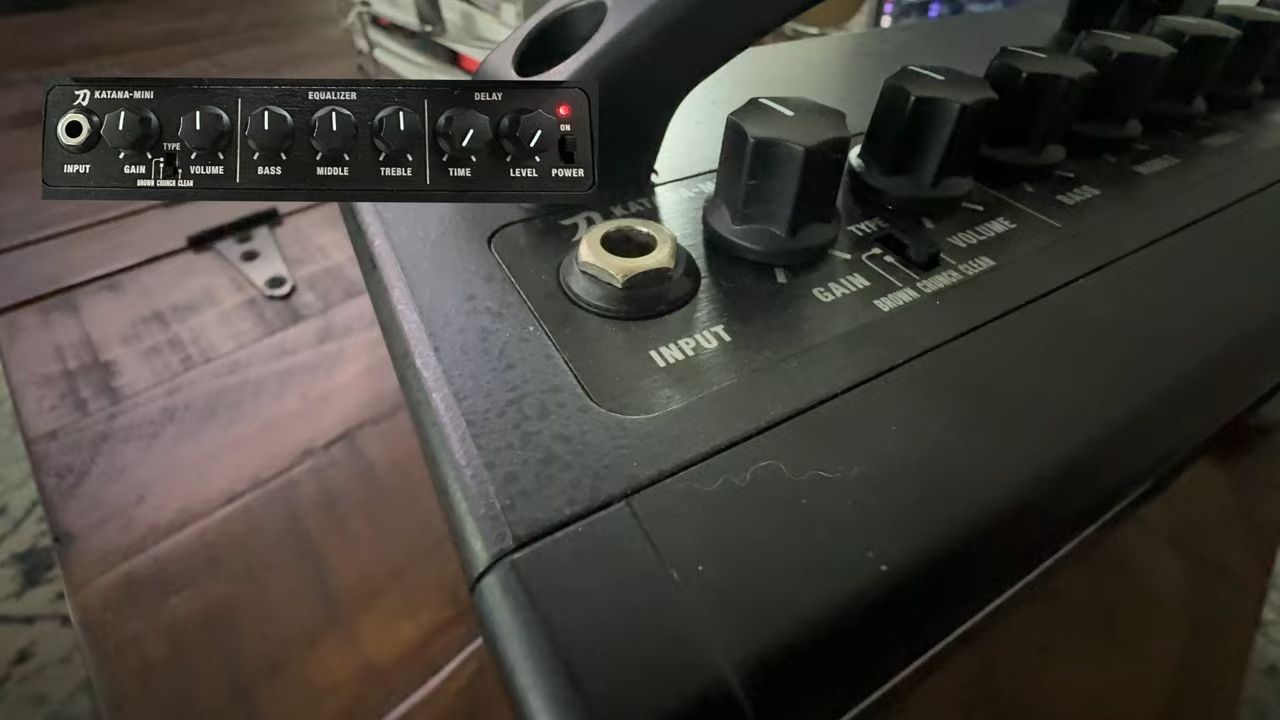 KATANA-MINI
EQUALIZER
DELAY
ON
TYPE
INPUT
GAIN
VOLUME
BASS
MIDDLE
TREBLE
TIME
LEVEL
POWER
BROWN CRUNCH CLEAN
KATANA-M
TYPE
VOLUME
BASS
GAIN
BROWN CRUNCH CLEAN
INPUT